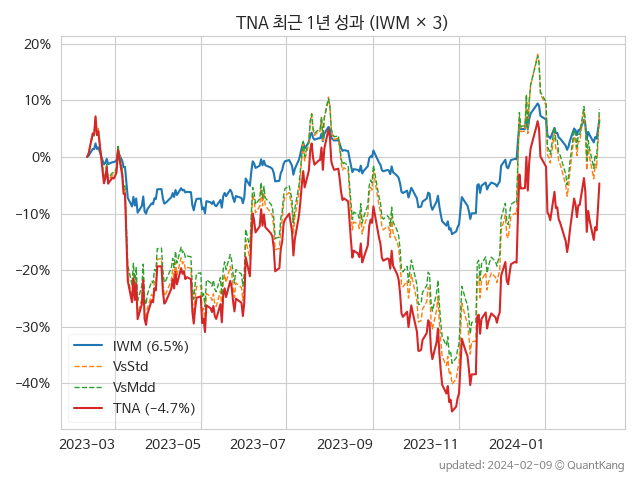 TNA 최근 1년 성과 (IWM × 3)
20%
10%
0%
−10%
−20%
−30%
−40%
IWM (6.5%)
VsStd
VsMdd
TNA (−4.7%)
2023-03 2023-05 2023-07 2023-09 2023-11 2024-01
updated: 2024-02-09 © QuantKang